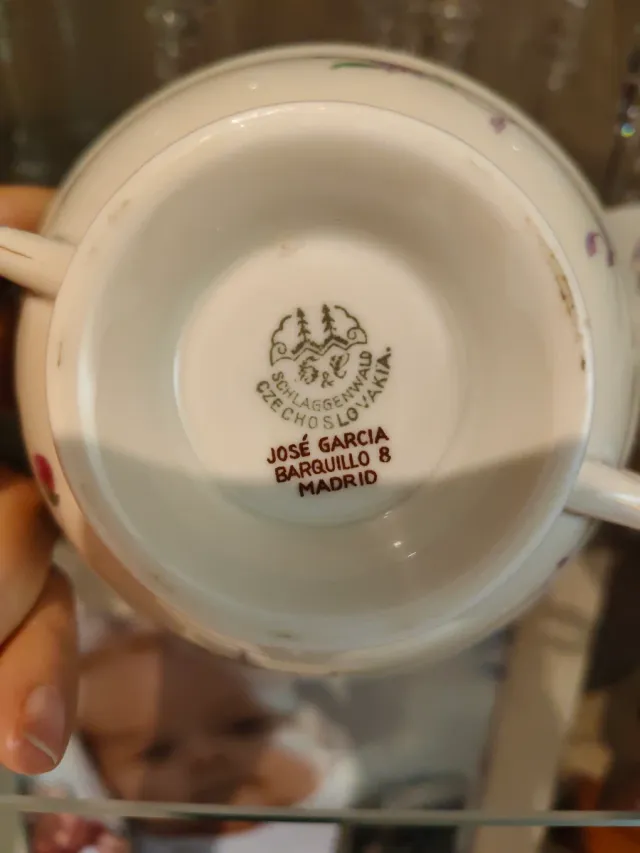 &
SCHLAGGENWALD
CZECHOSLOVAKIA.
JOSÉ GARCIA
BARQUILLO 8
MADRID